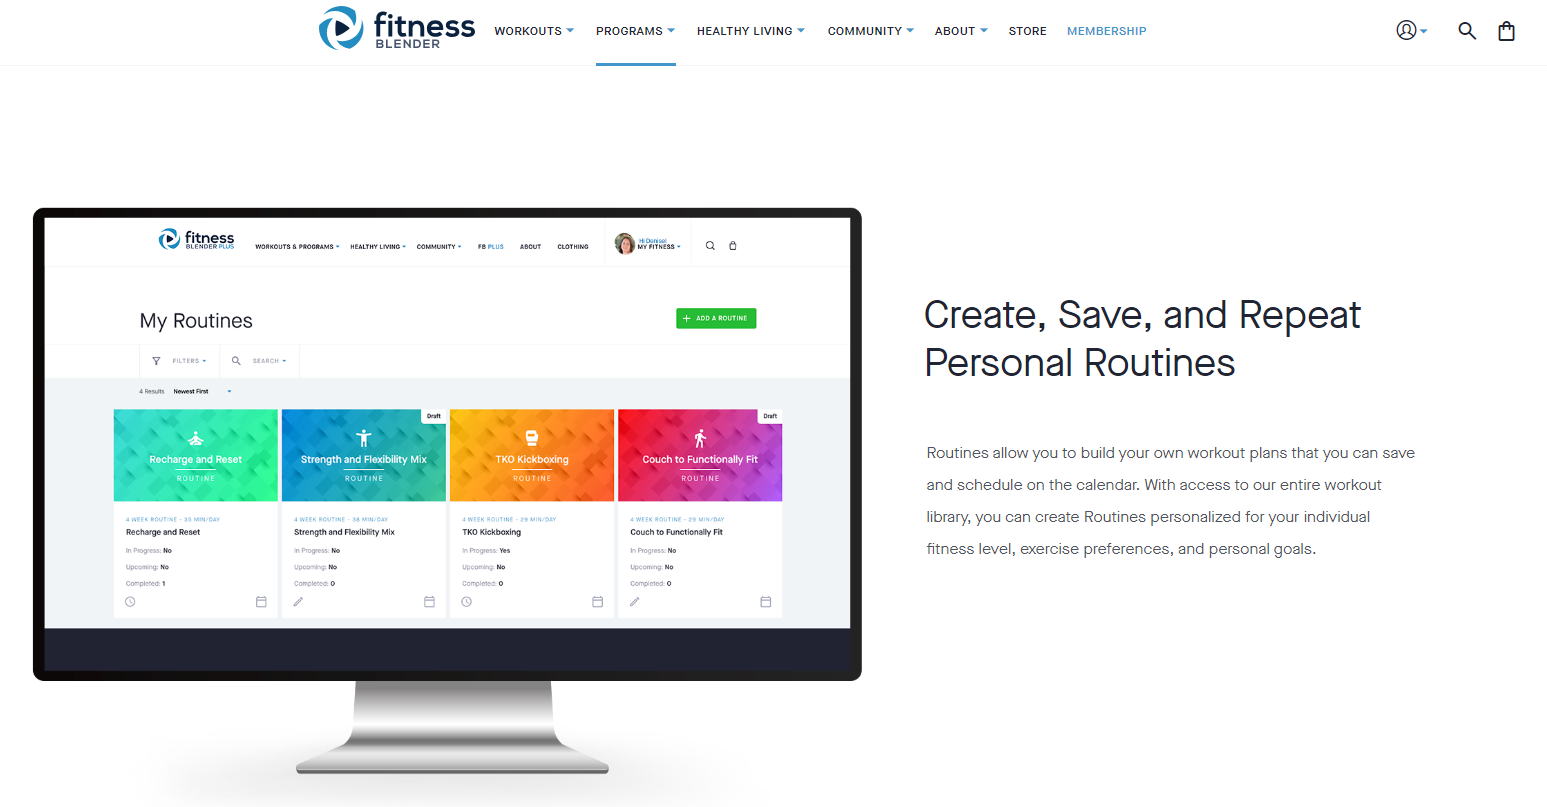 fitness
BLENDER
WORKOUTS PROGRAMS HEALTHY LIVING COMMUNITY ABOUT STORE MEMBERSHIP
fitness
BLENDER PLUS
WORKOUTS & PROGRAMS HEALTHY LIVING COMMUNITY FB PLUS ABOUT CLOTHING
Hi Denise!
MY FITNESS
My Routines
+ ADD A ROUTINE
FILTERS SEARCH
4 Results Newest First
Draft Draft
Recharge and Reset Strength and Flexibility Mix TKO Kickboxing Couch to Functionally Fit
ROUTINE ROUTINE ROUTINE ROUTINE
4 WEEK ROUTINE - 35 MIN/DAY 4 WEEK ROUTINE - 38 MIN/DAY 4 WEEK ROUTINE - 29 MIN/DAY 4 WEEK ROUTINE - 29 MIN/DAY
Recharge and Reset Strength and Flexibility Mix TKO Kickboxing Couch to Functionally Fit
In Progress: No In Progress: No In Progress: Yes In Progress: No
Upcoming: No Upcoming: No Upcoming: No Upcoming: No
Completed: 1 Completed: 0 Completed: 0 Completed: 0
Create, Save, and Repeat
Personal Routines
Routines allow you to build your own workout plans that you can save
and schedule on the calendar. With access to our entire workout
library, you can create Routines personalized for your individual
fitness level, exercise preferences, and personal goals.